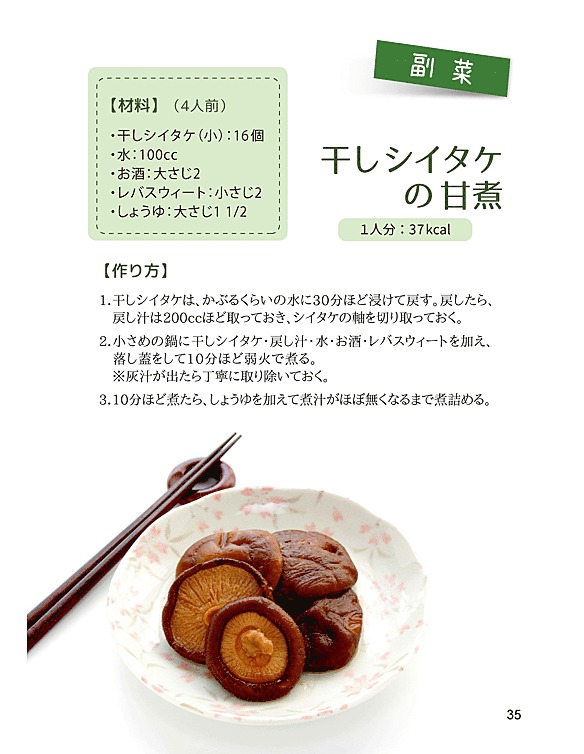 副菜
干しシイタケ
の甘煮
1人分：37kcal
【材料】（4人前）
・干しシイタケ（小）：16個
・水：100cc
・お酒：大さじ2
・レバスウィート：小さじ2
・しょうゆ：大さじ1 1/2
【作り方】
1.干しシイタケは、かぶるくらいの水に30分ほど浸けて戻す。戻したら、
戻し汁は200ccほど取っておき、シイタケの軸を切り取っておく。
2.小さめの鍋に干しシイタケ・戻し汁・水・お酒・レバスウィートを加え、
落し蓋をして10分ほど弱火で煮る。
※灰汁が出たら丁寧に取り除いておく。
3.10分ほど煮たら、しょうゆを加えて煮汁がほぼ無くなるまで煮詰める。
35